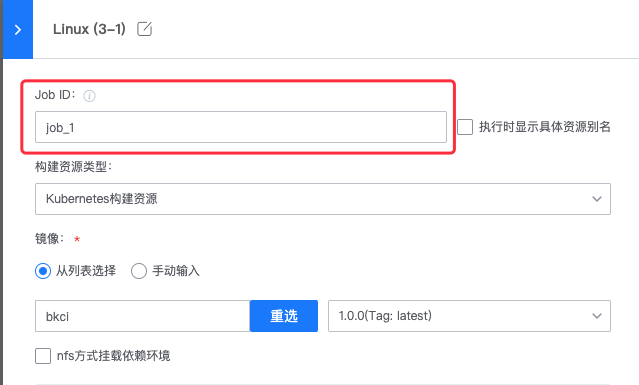 Linux (3-1)
Job ID:
job_1
执行时显示具体资源别名
构建资源类型:
Kubernetes构建资源
镜像: *
从列表选择 手动输入
bkci 重选 1.0.0(Tag: latest)
nfs方式挂载依赖环境